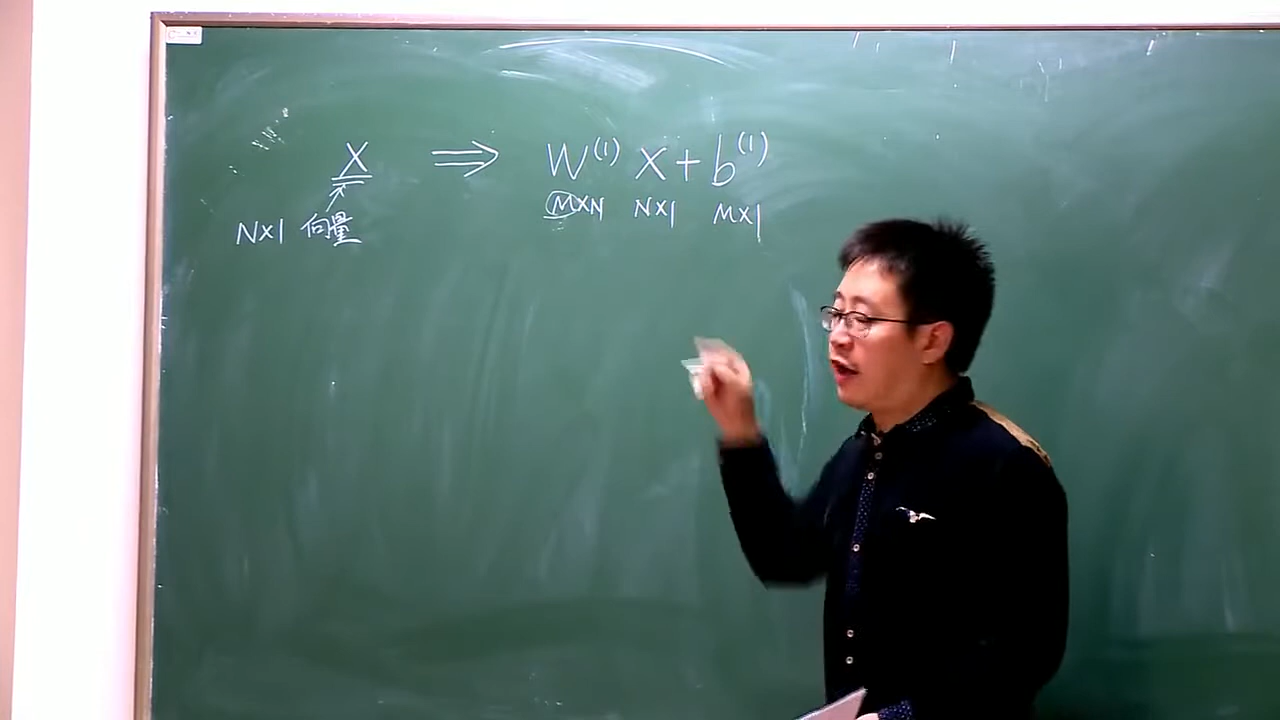 X ⇒ W⁽¹⁾ X + b⁽¹⁾
M×N N×1 M×1
N×1 向量